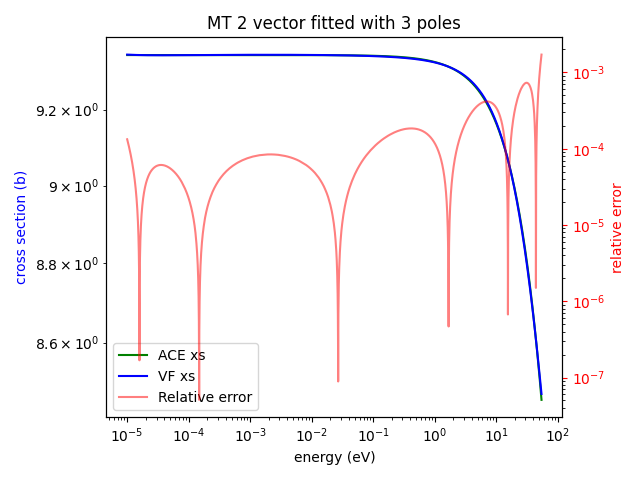 MT 2 vector fitted with 3 poles
cross section (b)
9.2 × 10⁰
9 × 10⁰
8.8 × 10⁰
8.6 × 10⁰
10⁻³
10⁻⁴
10⁻⁵
10⁻⁶
10⁻⁷
relative error
ACE xs
VF xs
Relative error
10⁻⁵ 10⁻⁴ 10⁻³ 10⁻² 10⁻¹ 10⁰ 10¹ 10²
energy (eV)